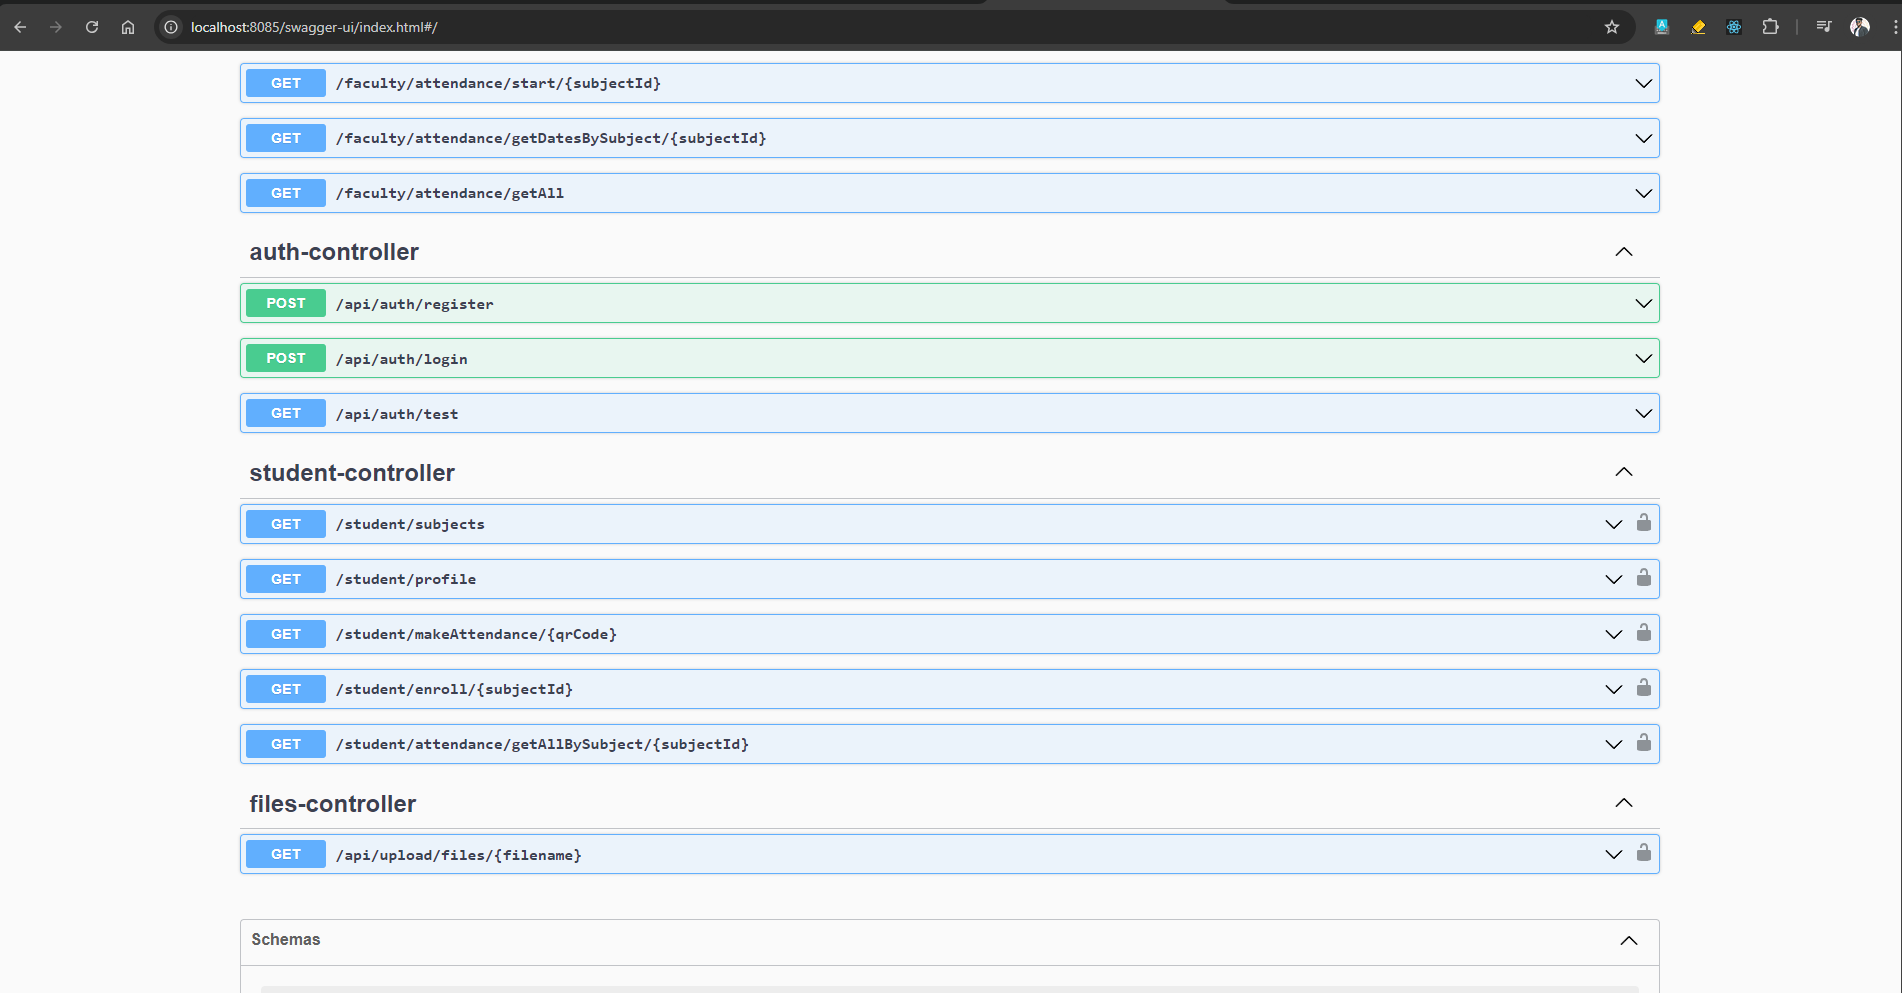 localhost:8085/swagger-ui/index.html#/
GET /faculty/attendance/start/{subjectId}
GET /faculty/attendance/getDatesBySubject/{subjectId}
GET /faculty/attendance/getAll
auth-controller
POST /api/auth/register
POST /api/auth/login
GET /api/auth/test
student-controller
GET /student/subjects
GET /student/profile
GET /student/makeAttendance/{qrCode}
GET /student/enroll/{subjectId}
GET /student/attendance/getAllBySubject/{subjectId}
files-controller
GET /api/upload/files/{filename}
Schemas